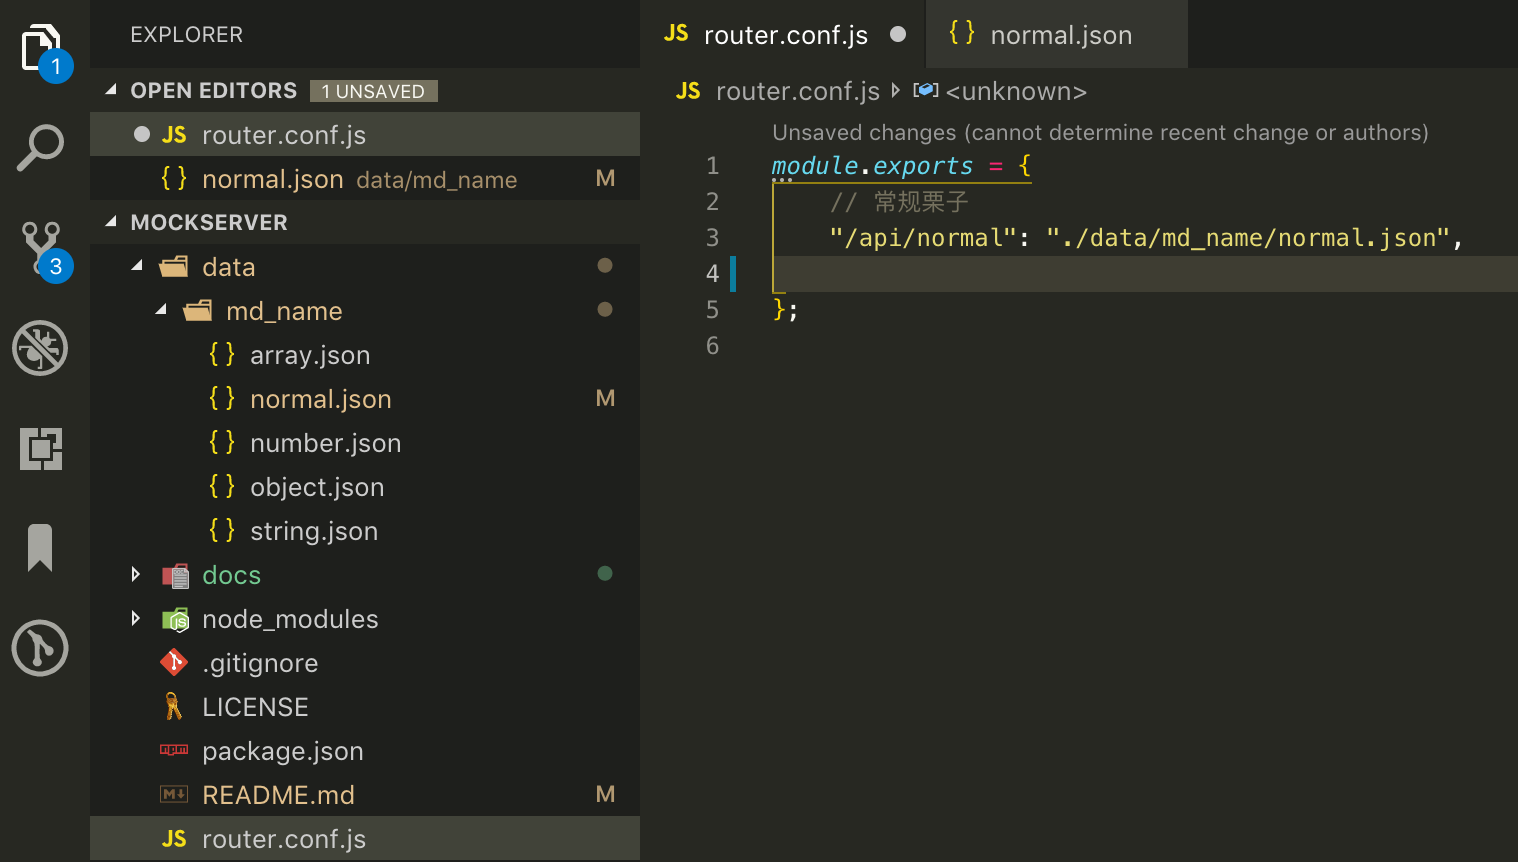 EXPLORER
1
OPEN EDITORS 1 UNSAVED
JS router.conf.js
{ } normal.json data/md_name M
MOCKSERVER
3
data
md_name
{ } array.json
{ } normal.json M
{ } number.json
{ } object.json
{ } string.json
docs
JS node_modules
.gitignore
LICENSE
package.json
M README.md M
JS router.conf.js
JS router.conf.js
{ } normal.json
JS router.conf.js <unknown>
Unsaved changes (cannot determine recent change or authors)
1 module.exports = {
2 // 常规栗子
3 "/api/normal": "./data/md_name/normal.json",
4
5 };
6